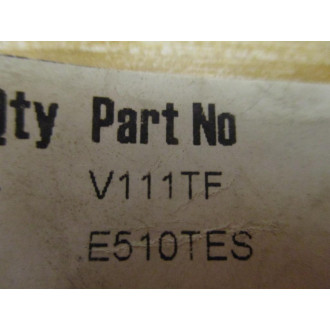 Qty Part No
V111TF
E510TES